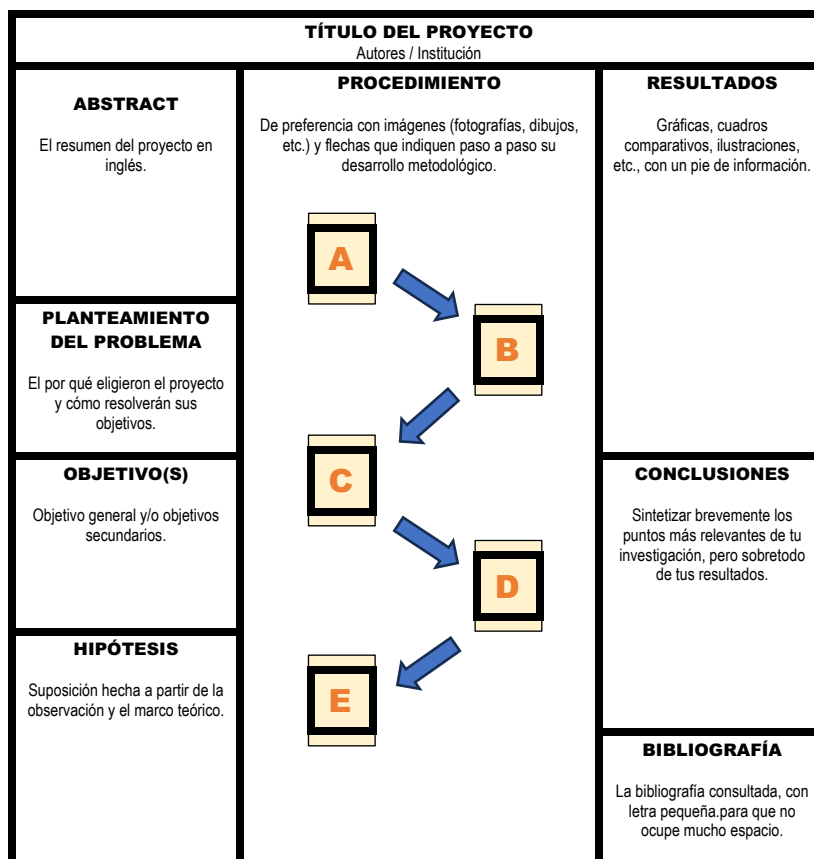 TÍTULO DEL PROYECTO
Autores / Institución
ABSTRACT
El resumen del proyecto en
inglés.
PLANTEAMIENTO
DEL PROBLEMA
El por qué eligieron el proyecto
y cómo resolverán sus
objetivos.
OBJETIVO(S)
Objetivo general y/o objetivos
secundarios.
HIPÓTESIS
Suposición hecha a partir de la
observación y el marco teórico.
PROCEDIMIENTO
De preferencia con imágenes (fotografías, dibujos,
etc.) y flechas que indiquen paso a paso su
desarrollo metodológico.
A
B
C
D
E
RESULTADOS
Gráficas, cuadros
comparativos, ilustraciones,
etc., con un pie de información.
CONCLUSIONES
Sintetizar brevemente los
puntos más relevantes de tu
investigación, pero sobretodo
de tus resultados.
BIBLIOGRAFÍA
La bibliografía consultada, con
letra pequeña.para que no
ocupe mucho espacio.